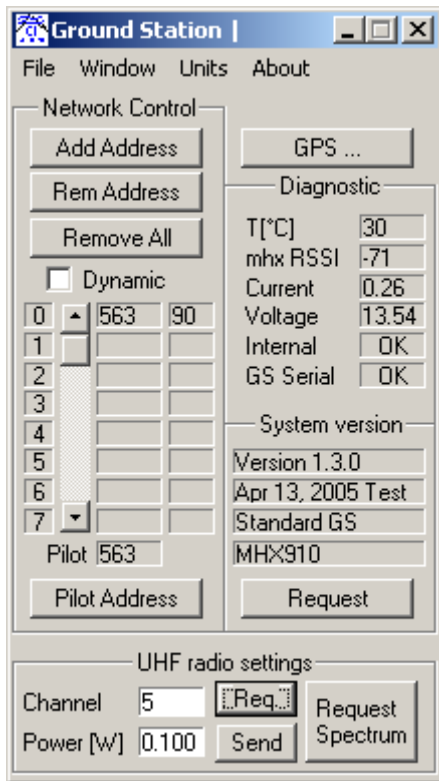 Ground Station |
File Window Units About
Network Control
Add Address
Rem Address
Remove All
Dynamic
0 563 90
1
2
3
4
5
6
7
Pilot 563
Pilot Address
GPS ...
Diagnostic
T[°C] 30
mhx RSSI -71
Current 0.26
Voltage 13.54
Internal OK
GS Serial OK
System version
Version 1.3.0
Apr 13, 2005 Test
Standard GS
MHX910
Request
UHF radio settings
Channel 5 Req.
Power [W] 0.100 Send
Request
Spectrum